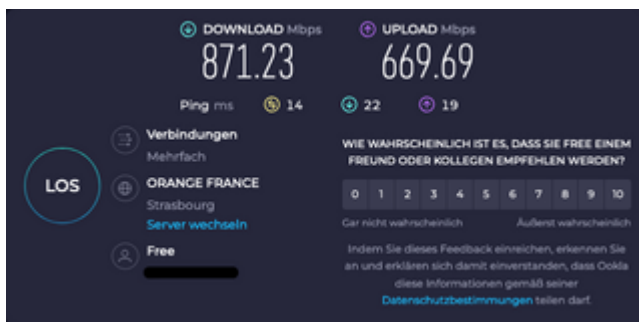 DOWNLOAD Mbps
871.23
UPLOAD Mbps
669.69
Ping ms 14 22 19
LOS
Verbindungen
Mehrfach
ORANGE FRANCE
Strasbourg
Server wechseln
Free
WIE WAHRSCHEINLICH IST ES, DASS SIE FREE EINEM
FREUND ODER KOLLEGEN EMPFEHLEN WERDEN?
0 1 2 3 4 5 6 7 8 9 10
Gar nicht wahrscheinlich Äußerst wahrscheinlich
Indem Sie dieses Feedback einreichen, erkennen Sie
an und erklären sich damit einverstanden, dass Ookla
diese Informationen gemäß seiner
Datenschutzbestimmungen teilen darf.